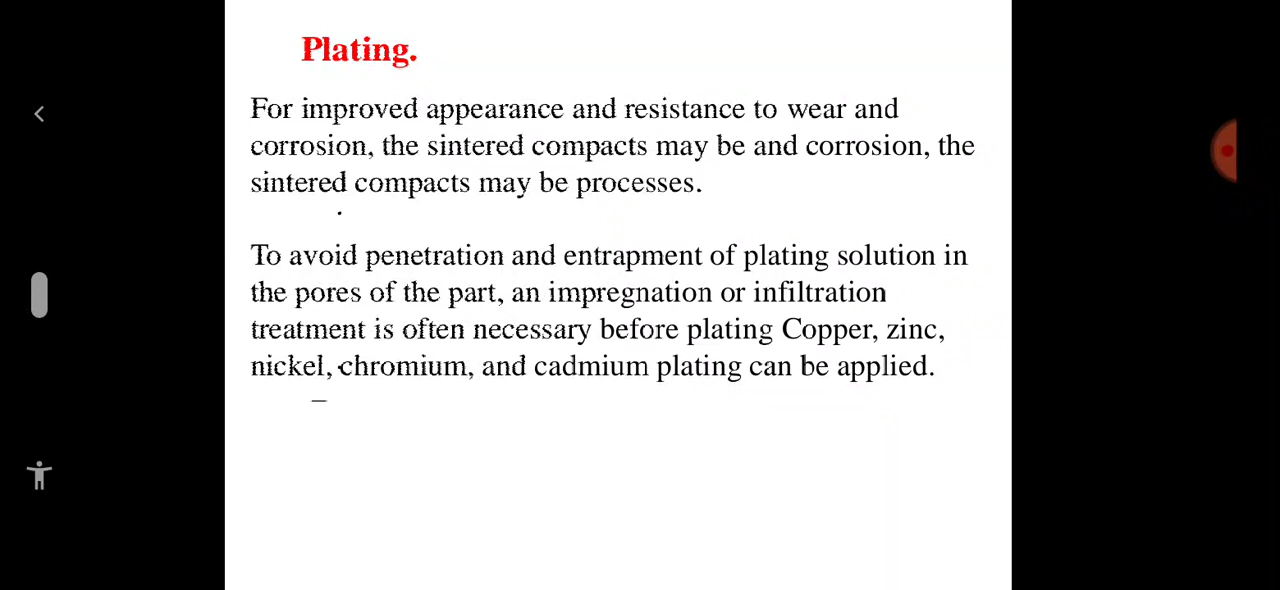 Plating.
For improved appearance and resistance to wear and
corrosion, the sintered compacts may be and corrosion, the
sintered compacts may be processes.
To avoid penetration and entrapment of plating solution in
the pores of the part, an impregnation or infiltration
treatment is often necessary before plating Copper, zinc,
nickel, chromium, and cadmium plating can be applied.